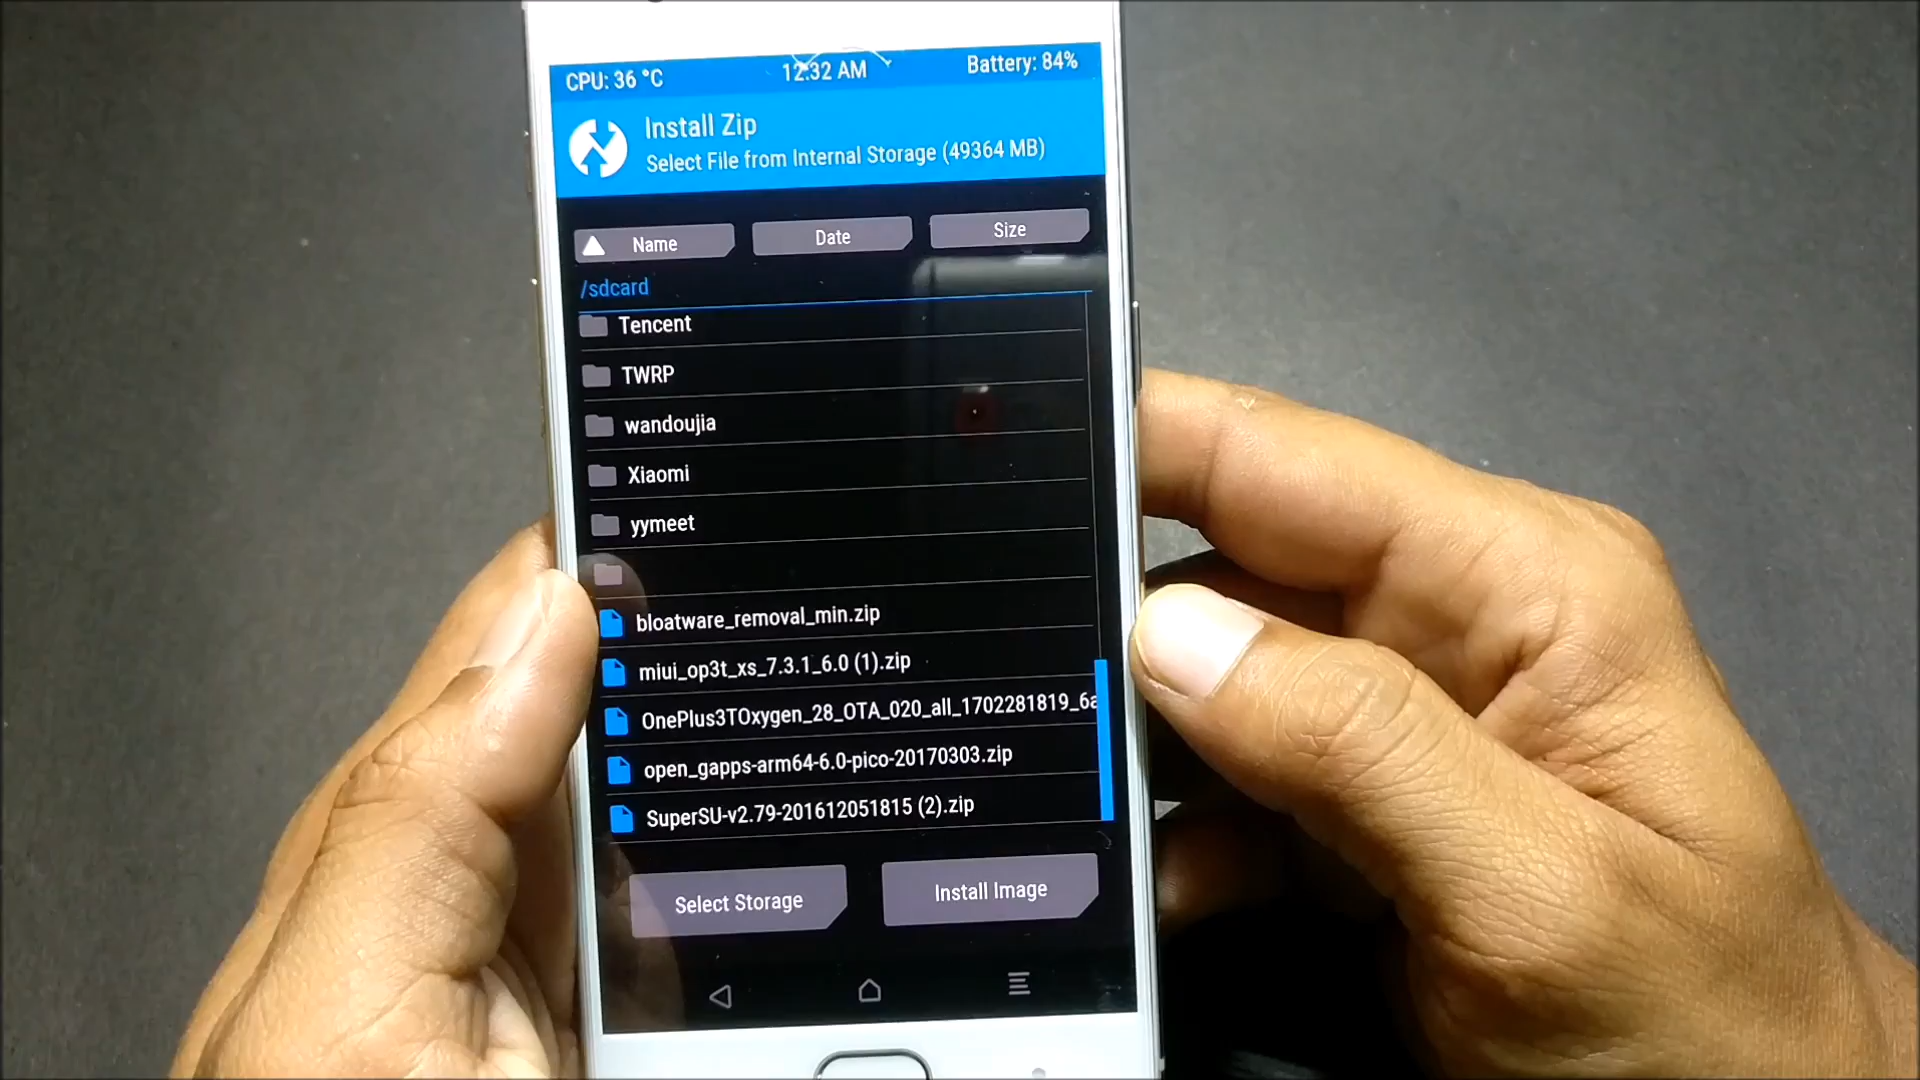 CPU: 36 °C 12:32 AM Battery: 84%
Install Zip
Select File from Internal Storage (49364 MB)
Name Date Size
/sdcard
Tencent
TWRP
wandoujia
Xiaomi
yymeet
bloatware_removal_min.zip
miui_op3t_xs_7.3.1_6.0 (1).zip
OnePlus3TOxygen_28_OTA_020_all_1702281819_6a
open_gapps-arm64-6.0-pico-20170303.zip
SuperSU-v2.79-201612051815 (2).zip
Select Storage Install Image